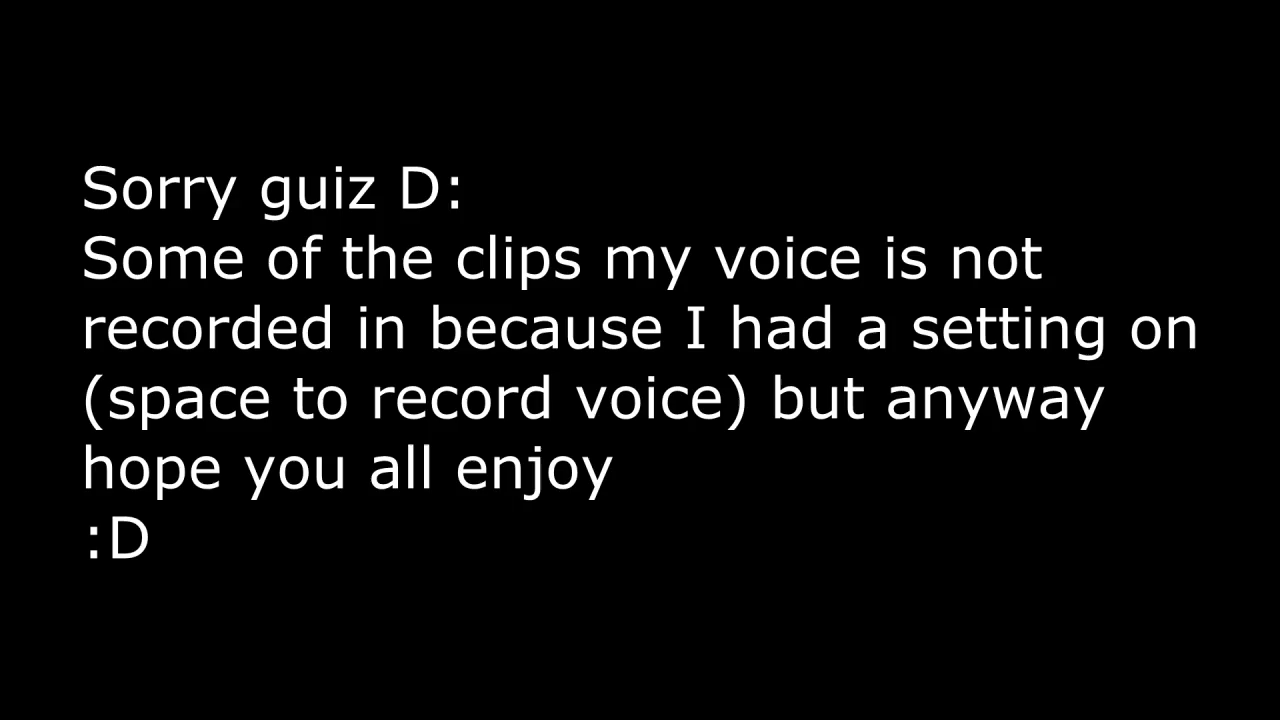 Sorry guiz D:
Some of the clips my voice is not
recorded in because I had a setting on
(space to record voice) but anyway
hope you all enjoy
:D